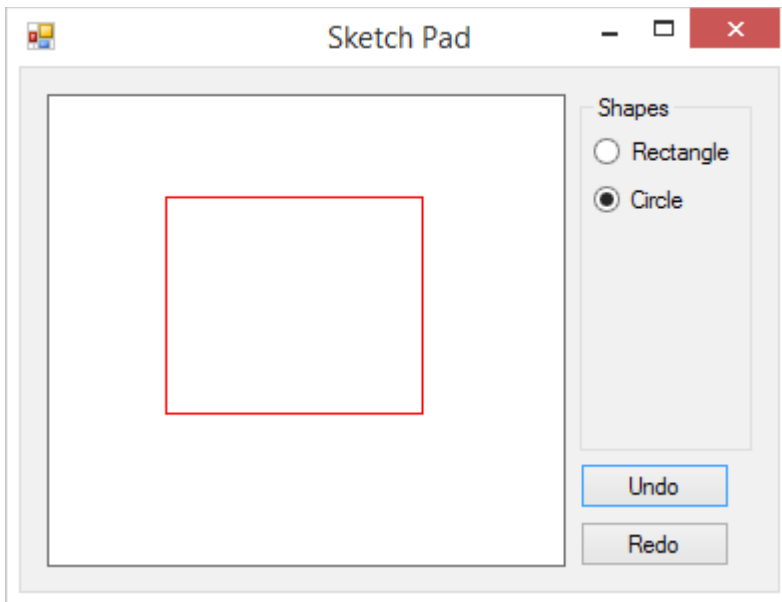 Sketch Pad
Shapes
Rectangle
Circle
Undo
Redo